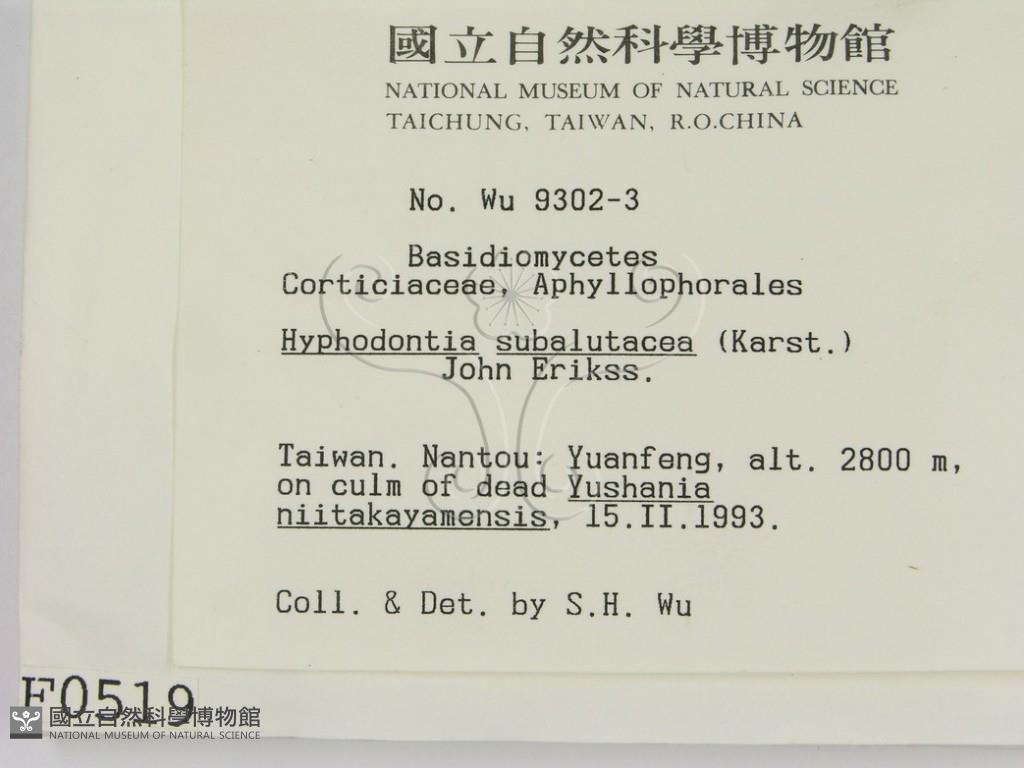 國立自然科學博物館
NATIONAL MUSEUM OF NATURAL SCIENCE
TAICHUNG, TAIWAN, R.O.CHINA
No. Wu 9302-3
Basidiomycetes
Corticiaceae, Aphyllophorales
Hyphodontia subalutacea (Karst.)
John Erikss.
Taiwan. Nantou: Yuanfeng, alt. 2800 m,
on culm of dead Yushania
niitakayamensis, 15.II.1993.
Coll. & Det. by S.H. Wu
F0519
國立自然科學博物館
NATIONAL MUSEUM OF NATURAL SCIENCE